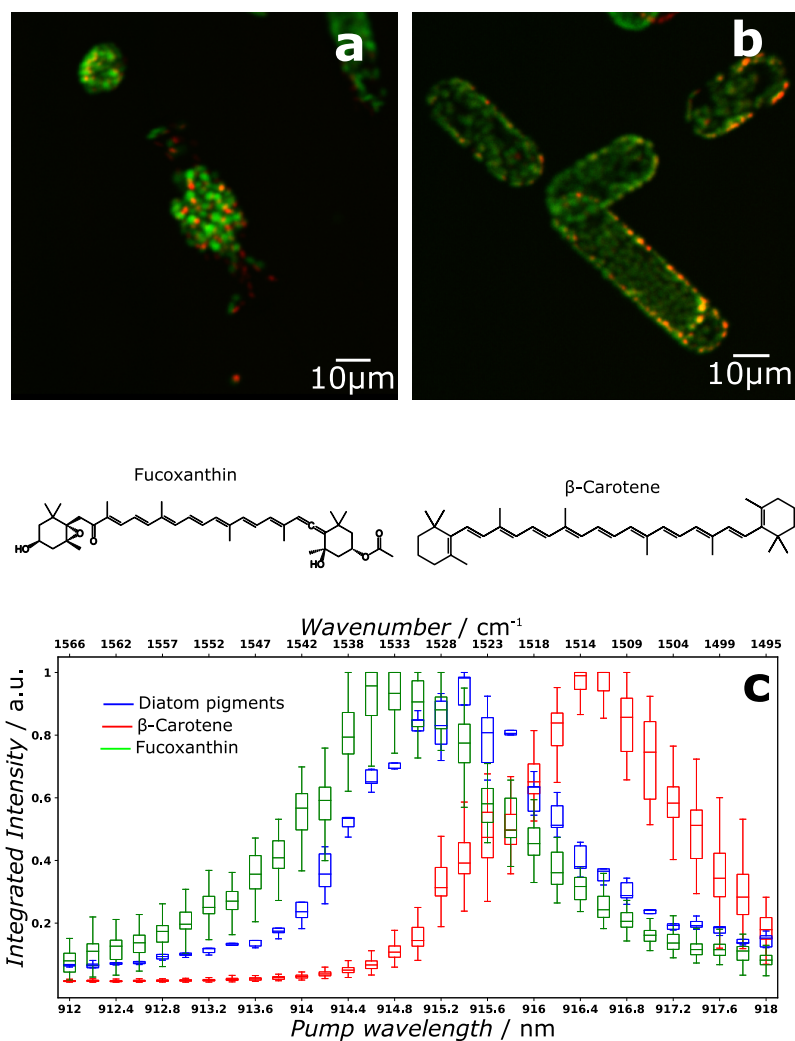 a
b
10μm
10μm
Fucoxanthin
β-Carotene
HO
O
O
C
HO
O
O
Wavenumber / cm-1
1566 1562 1557 1552 1547 1542 1538 1533 1528 1523 1518 1514 1509 1504 1499 1495
c
1
0.8
0.6
0.4
0.2
Integrated Intensity / a.u.
Diatom pigments
β-Carotene
Fucoxanthin
912 912.4 912.8 913.2 913.6 914 914.4 914.8 915.2 915.6 916 916.4 916.8 917.2 917.6 918
Pump wavelength / nm